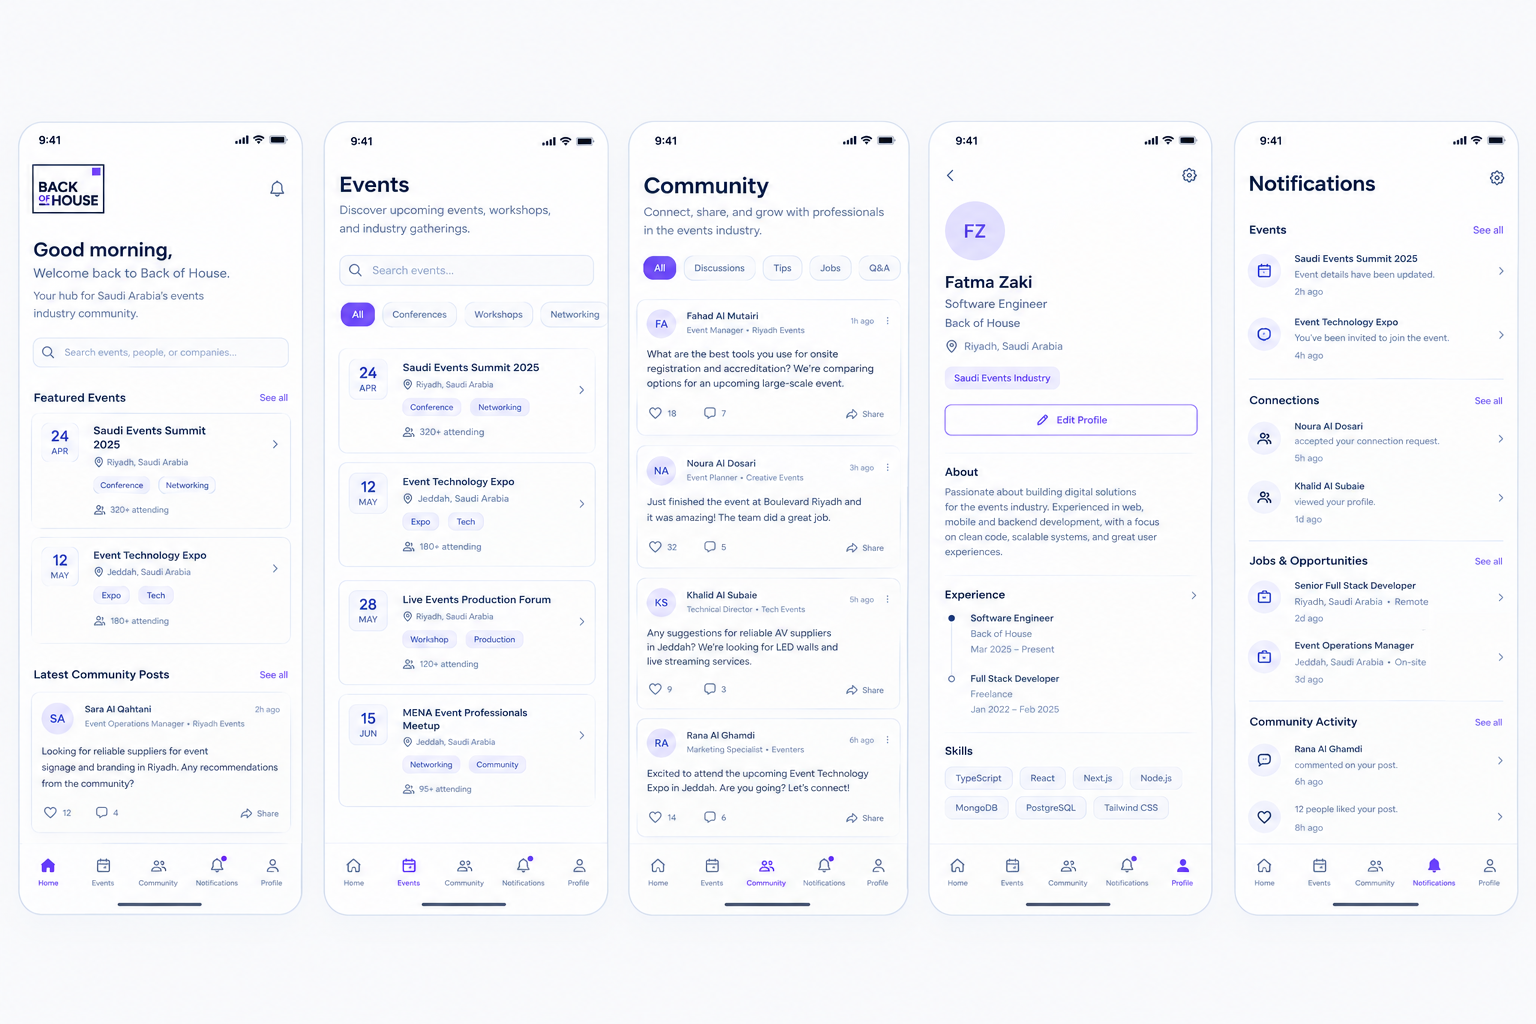 9:41
BACK
OF HOUSE
Good morning,
Welcome back to Back of House.
Your hub for Saudi Arabia's events
industry community.
Search events, people, or companies...
Featured Events
See all
24
APR
Saudi Events Summit
2025
Riyadh, Saudi Arabia
Conference
Networking
320+ attending
12
MAY
Event Technology Expo
Jeddah, Saudi Arabia
Expo
Tech
180+ attending
Latest Community Posts
See all
SA
Sara Al Qahtani
2h ago
Event Operations Manager • Riyadh Events
Looking for reliable suppliers for event
signage and branding in Riyadh. Any recommendations
from the community?
12
4
Share
Home
Events
Community
Notifications
Profile
9:41
Events
Discover upcoming events, workshops,
and industry gatherings.
Search events...
All
Conferences
Workshops
Networking
24
APR
Saudi Events Summit 2025
Riyadh, Saudi Arabia
Conference
Networking
320+ attending
12
MAY
Event Technology Expo
Jeddah, Saudi Arabia
Expo
Tech
180+ attending
28
MAY
Live Events Production Forum
Riyadh, Saudi Arabia
Workshop
Production
120+ attending
15
JUN
MENA Event Professionals
Meetup
Jeddah, Saudi Arabia
Networking
Community
95+ attending
Home
Events
Community
Notifications
Profile
9:41
Community
Connect, share, and grow with professionals
in the events industry.
All
Discussions
Tips
Jobs
Q&A
FA
Fahad Al Mutairi
1h ago
Event Manager • Riyadh Events
What are the best tools you use for onsite
registration and accreditation? We're comparing
options for an upcoming large-scale event.
18
7
Share
NA
Noura Al Dosari
3h ago
Event Planner • Creative Events
Just finished the event at Boulevard Riyadh and
it was amazing! The team did a great job.
32
5
Share
KS
Khalid Al Subaie
5h ago
Technical Director • Tech Events
Any suggestions for reliable AV suppliers
in Jeddah? We're looking for LED walls and
live streaming services.
9
3
Share
RA
Rana Al Ghamdi
6h ago
Marketing Specialist • Eventers
Excited to attend the upcoming Event Technology
Expo in Jeddah. Are you going? Let's connect!
14
6
Share
Home
Events
Community
Notifications
Profile
9:41
FZ
Fatma Zaki
Software Engineer
Back of House
Riyadh, Saudi Arabia
Saudi Events Industry
Edit Profile
About
Passionate about building digital solutions
for the events industry. Experienced in web,
mobile and backend development, with a focus
on clean code, scalable systems, and great user
experiences.
Experience
Software Engineer
Back of House
Mar 2025 – Present
Full Stack Developer
Freelance
Jan 2022 – Feb 2025
Skills
TypeScript
React
Next.js
Node.js
MongoDB
PostgreSQL
Tailwind CSS
Home
Events
Community
Notifications
Profile
9:41
Notifications
Events
See all
Saudi Events Summit 2025
Event details have been updated.
2h ago
Event Technology Expo
You've been invited to join the event.
4h ago
Connections
See all
Noura Al Dosari
accepted your connection request.
5h ago
Khalid Al Subaie
viewed your profile.
1d ago
Jobs & Opportunities
See all
Senior Full Stack Developer
Riyadh, Saudi Arabia • Remote
2d ago
Event Operations Manager
Jeddah, Saudi Arabia • On-site
3d ago
Community Activity
See all
Rana Al Ghamdi
commented on your post.
6h ago
12 people liked your post.
8h ago
Home
Events
Community
Notifications
Profile